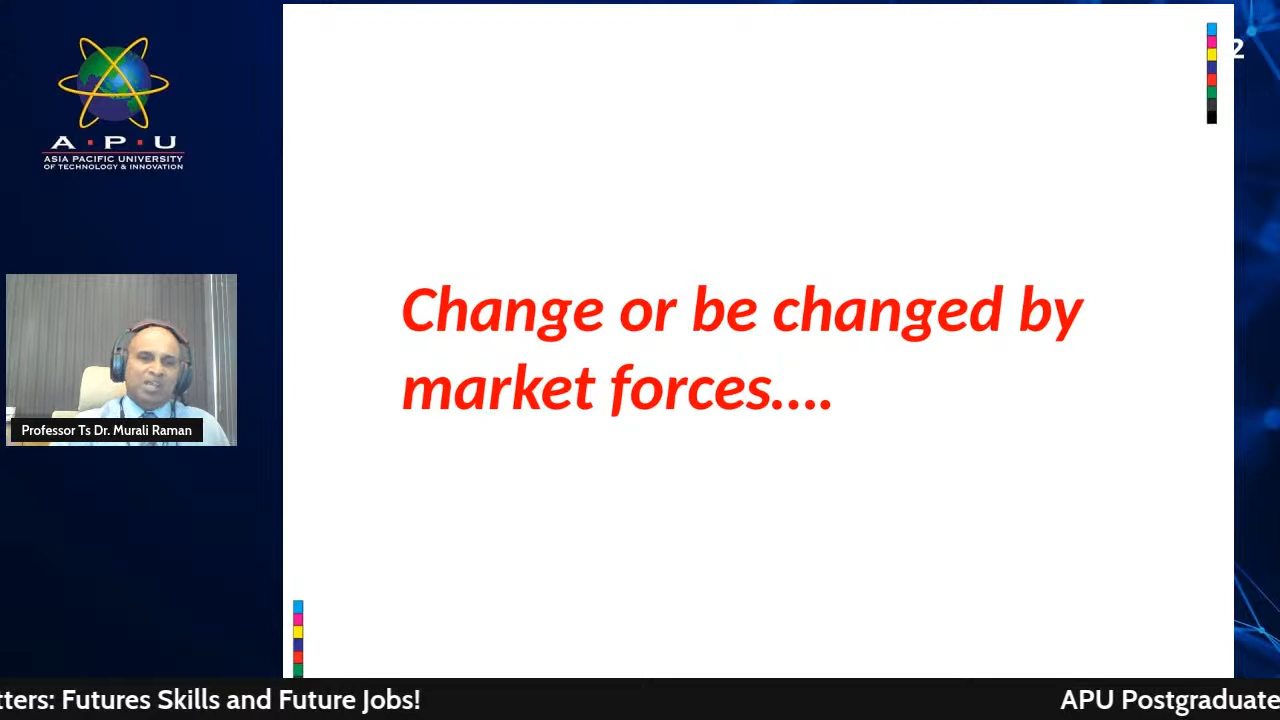 A·P·U
ASIA PACIFIC UNIVERSITY
OF TECHNOLOGY & INNOVATION
2
Change or be changed by
market forces....
Professor Ts Dr. Murali Raman
tters: Futures Skills and Future Jobs!
APU Postgraduate